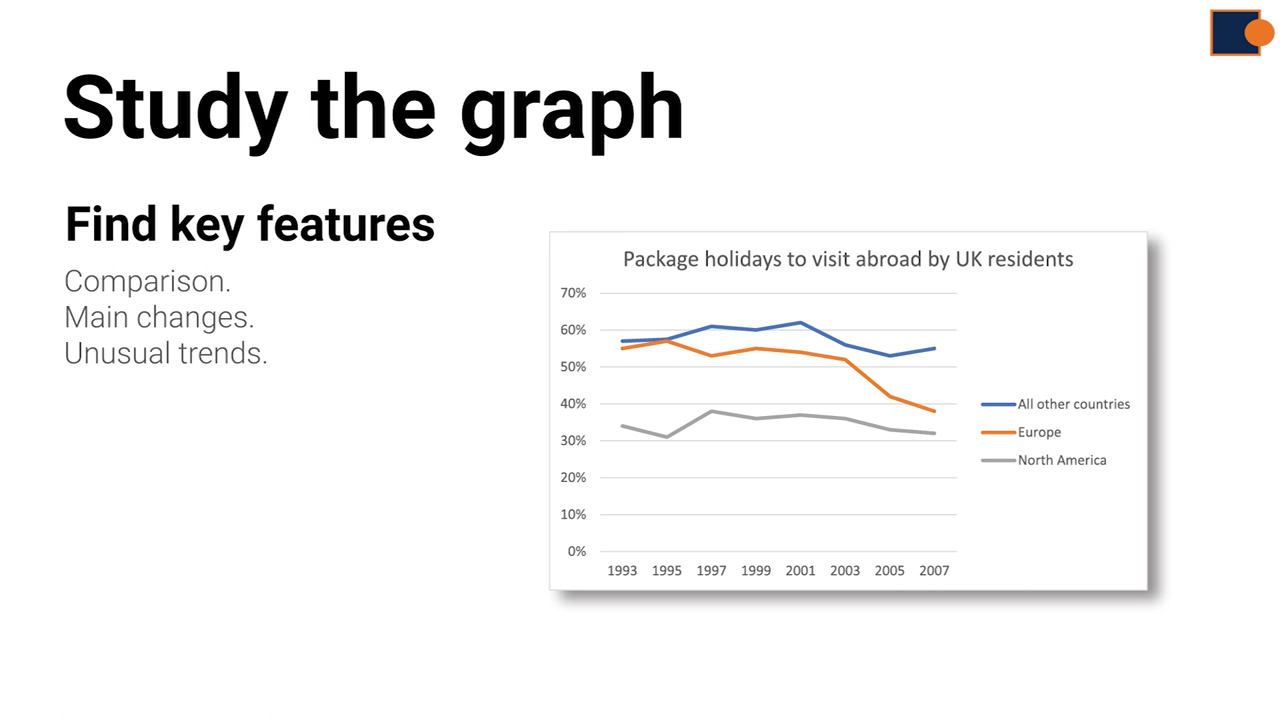 Study the graph
Find key features
Comparison.
Main changes.
Unusual trends.
Package holidays to visit abroad by UK residents
70%
60%
50%
40%
30%
20%
10%
0%
1993 1995 1997 1999 2001 2003 2005 2007
All other countries
Europe
North America